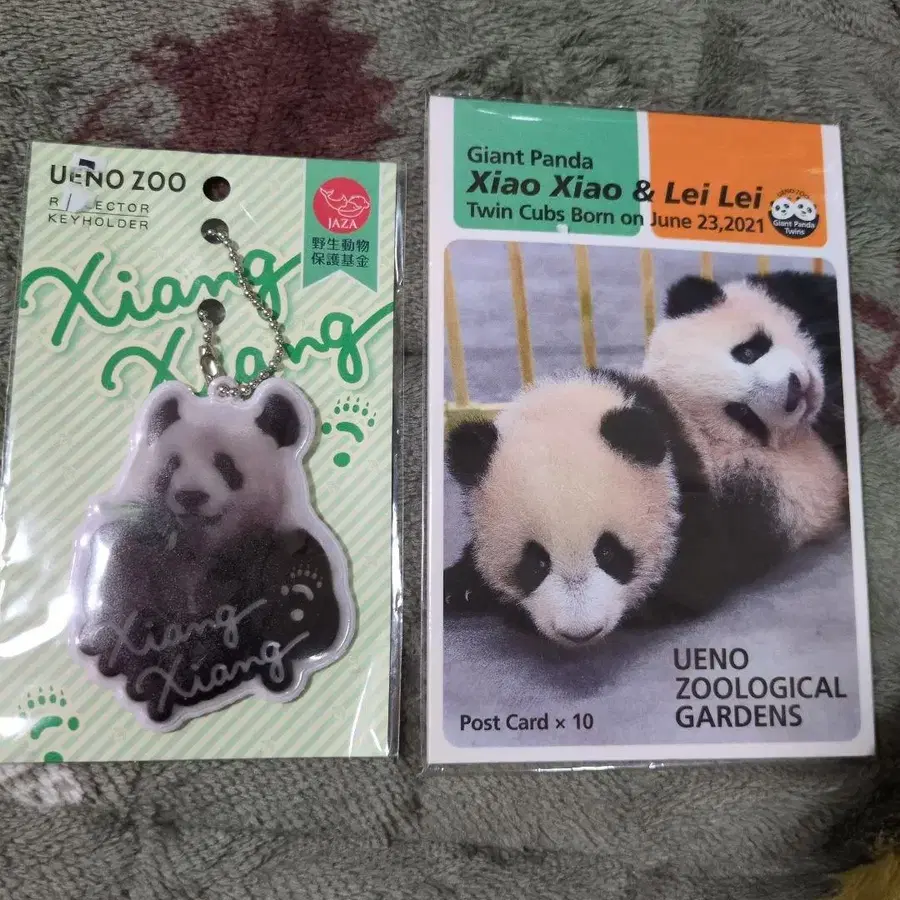 UENO ZOO
REFLECTOR
KEYHOLDER
JAZA
野生動物
保護基金
Xiang
Xiang
Xiang
Xiang
Giant Panda
Xiao Xiao & Lei Lei
Twin Cubs Born on June 23,2021
UENO ZOO
Giant Panda
Twins
UENO
ZOOLOGICAL
GARDENS
Post Card × 10